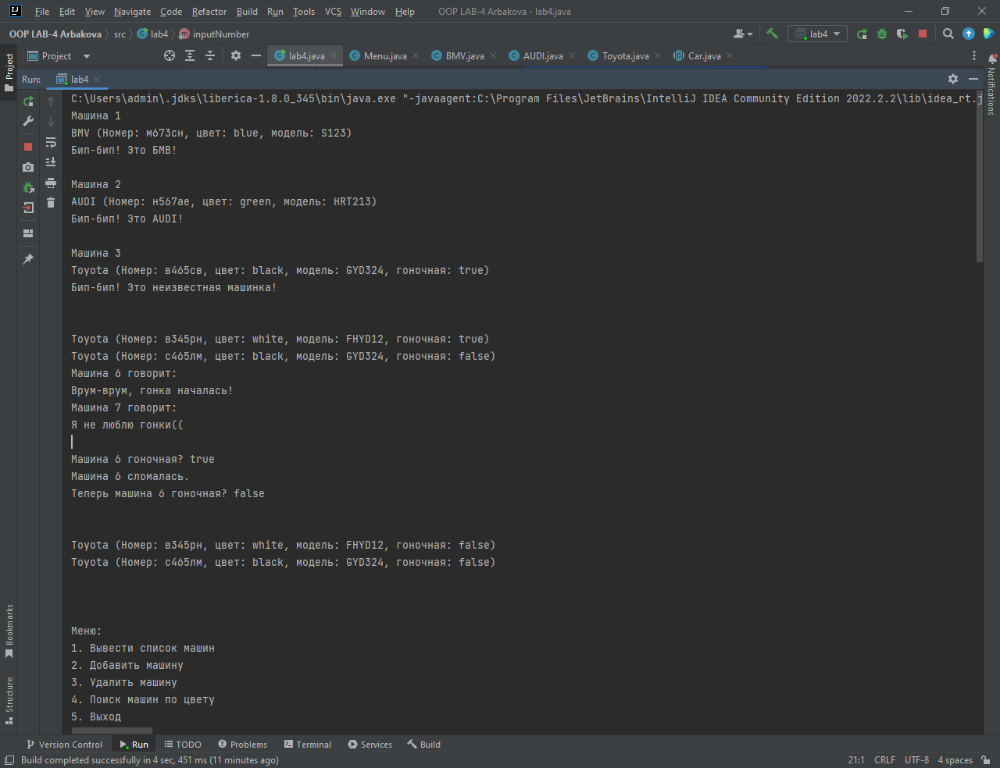 File Edit View Navigate Code Refactor Build Run Tools VCS Window Help OOP LAB-4 Arbakova - lab4.java
OOP LAB-4 Arbakova src lab4 inputNumber lab4
Project lab4.java Menu.java BMV.java AUDI.java Toyota.java Car.java
Run: lab4
C:\Users\admin\.jdks\liberica-1.8.0_345\bin\java.exe "-javaagent:C:\Program Files\JetBrains\IntelliJ IDEA Community Edition 2022.2.2\lib\idea_rt.j
Машина 1
BMV (Номер: м673сн, цвет: blue, модель: S123)
Бип-бип! Это БМВ!
Машина 2
AUDI (Номер: н567ае, цвет: green, модель: HRT213)
Бип-бип! Это AUDI!
Машина 3
Toyota (Номер: в465св, цвет: black, модель: GYD324, гоночная: true)
Бип-бип! Это неизвестная машинка!
Toyota (Номер: в345рн, цвет: white, модель: FHYD12, гоночная: true)
Toyota (Номер: с465лм, цвет: black, модель: GYD324, гоночная: false)
Машина 6 говорит:
Врум-врум, гонка началась!
Машина 7 говорит:
Я не люблю гонки((
Машина 6 гоночная? true
Машина 6 сломалась.
Теперь машина 6 гоночная? false
Toyota (Номер: в345рн, цвет: white, модель: FHYD12, гоночная: false)
Toyota (Номер: с465лм, цвет: black, модель: GYD324, гоночная: false)
Меню:
1. Вывести список машин
2. Добавить машину
3. Удалить машину
4. Поиск машин по цвету
5. Выход
Project
Bookmarks
Structure
Notifications
Version Control Run TODO Problems Terminal Services Build
Build completed successfully in 4 sec, 451 ms (11 minutes ago) 21:1 CRLF UTF-8 4 spaces